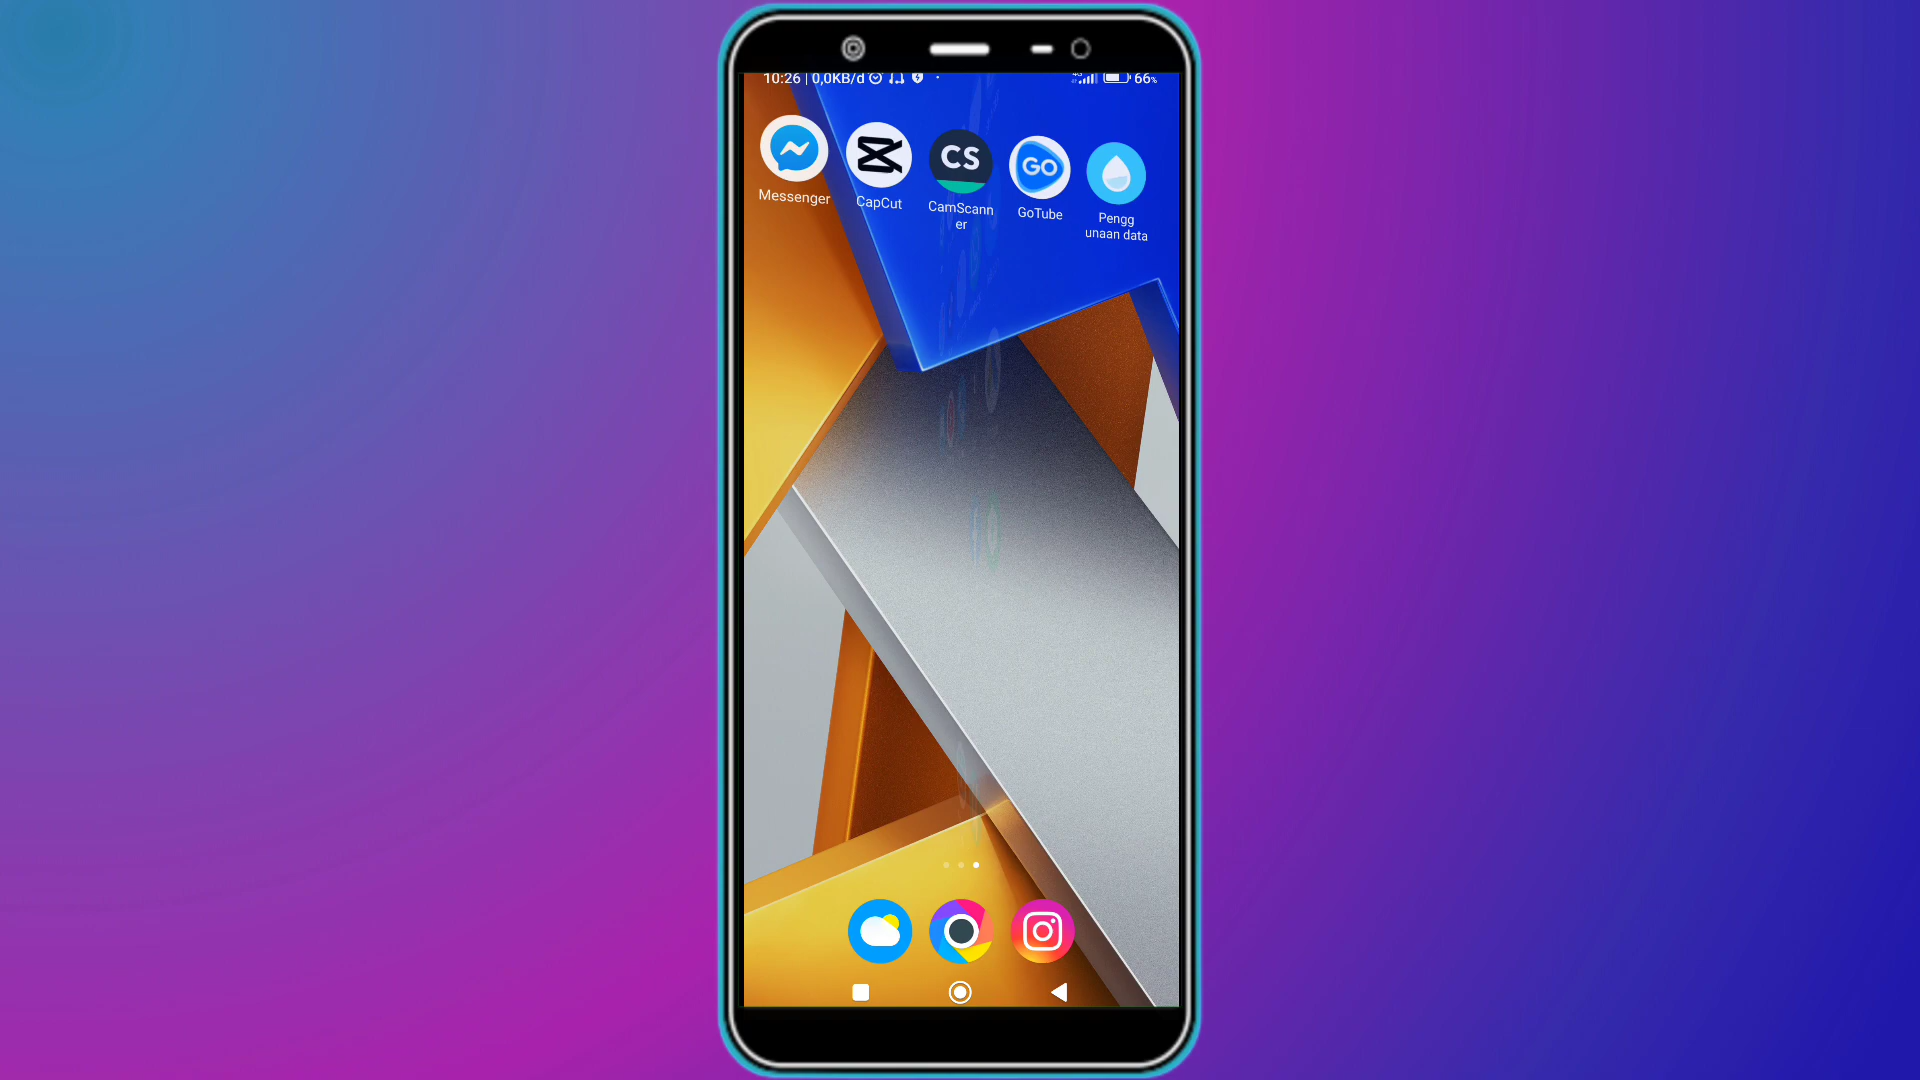 10:26 | 0,0KB/d
66%
Messenger
CapCut
CS
CamScann
er
GO
GoTube
Pengg
unaan data